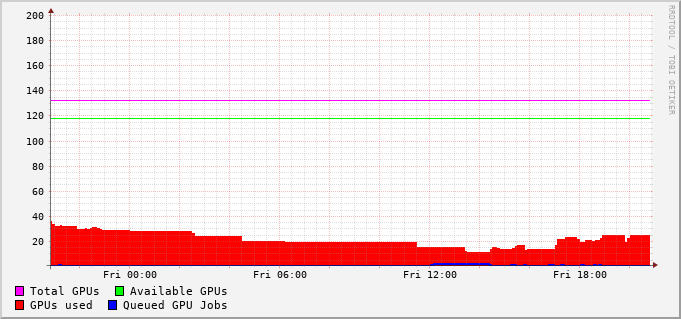 RRDTOOL / TOBI OETIKER
200
180
160
140
120
100
80
60
40
20
Fri 00:00 Fri 06:00 Fri 12:00 Fri 18:00
Total GPUs Available GPUs
GPUs used Queued GPU Jobs